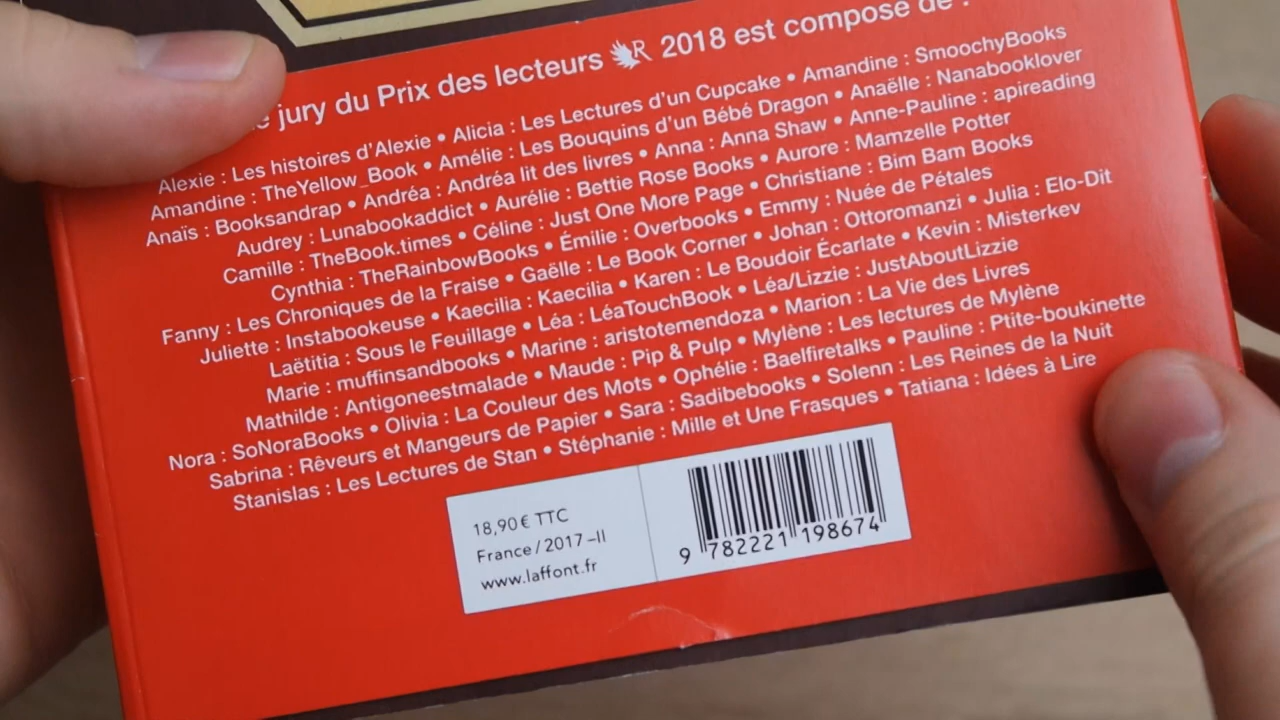 jury du Prix des lecteurs R 2018 est composé de :
Alexie : Les histoires d'Alexie • Alicia : Les Lectures d'un Cupcake • Amandine : SmoochyBooks
Amandine : TheYellow_Book • Amélie : Les Bouquins d'un Bébé Dragon • Anaëlle : Nanabooklover
Anaïs : Booksandrap • Andréa : Andréa lit des livres • Anna : Anna Shaw • Anne-Pauline : apireading
Audrey : Lunabookaddict • Aurélie : Bettie Rose Books • Aurore : Mamzelle Potter
Camille : TheBook.times • Céline : Just One More Page • Christiane : Bim Bam Books
Cynthia : TheRainbowBooks • Émilie : Overbooks • Emmy : Nuée de Pétales
Fanny : Les Chroniques de la Fraise • Gaëlle : Le Book Corner • Johan : Ottoromanzi • Julia : Elo-Dit
Juliette : Instabookeuse • Kaecilia : Kaecilia • Karen : Le Boudoir Écarlate • Kevin : Misterkev
Laëtitia : Sous le Feuillage • Léa : LéaTouchBook • Léa/Lizzie : JustAboutLizzie
Marie : muffinsandbooks • Marine : aristotemendoza • Marion : La Vie des Livres
Mathilde : Antigoneestmalade • Maude : Pip & Pulp • Mylène : Les lectures de Mylène
Nora : SoNoraBooks • Olivia : La Couleur des Mots • Ophélie : Baelfiretalks • Pauline : Ptite-boukinette
Sabrina : Rêveurs et Mangeurs de Papier • Sara : Sadibebooks • Solenn : Les Reines de la Nuit
Stanislas : Les Lectures de Stan • Stéphanie : Mille et Une Frasques • Tatiana : Idées à Lire
18,90 € TTC
France / 2017 –II
www.laffont.fr
9 782221 198674